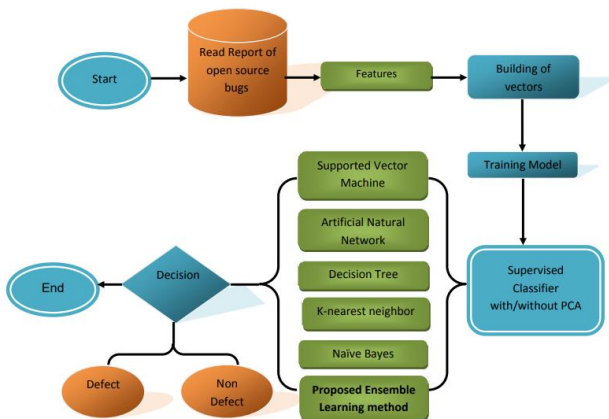 Start
Read Report of
open source
bugs
Features
Building of
vectors
Training Model
Supervised
Classifier
with/without PCA
Supported Vector
Machine
Artificial Natural
Network
Decision Tree
K-nearest neighbor
Naïve Bayes
Proposed Ensemble
Learning method
Decision
End
Defect
Non
Defect